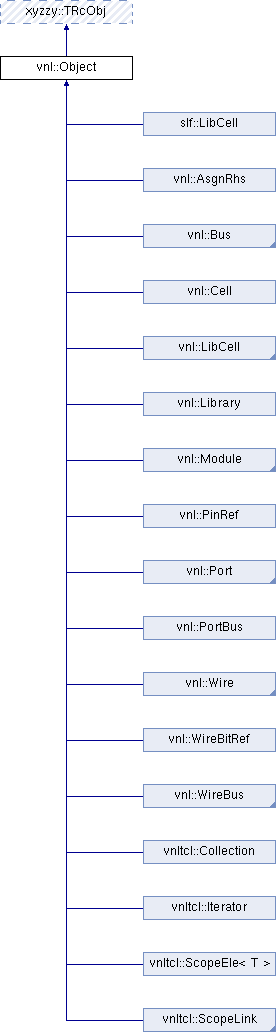 xyzzy::TRcObj
vnl::Object
slf::LibCell
vnl::AsgnRhs
vnl::Bus
vnl::Cell
vnl::LibCell
vnl::Library
vnl::Module
vnl::PinRef
vnl::Port
vnl::PortBus
vnl::Wire
vnl::WireBitRef
vnl::WireBus
vnltcl::Collection
vnltcl::Iterator
vnltcl::ScopeEle< T >
vnltcl::ScopeLink